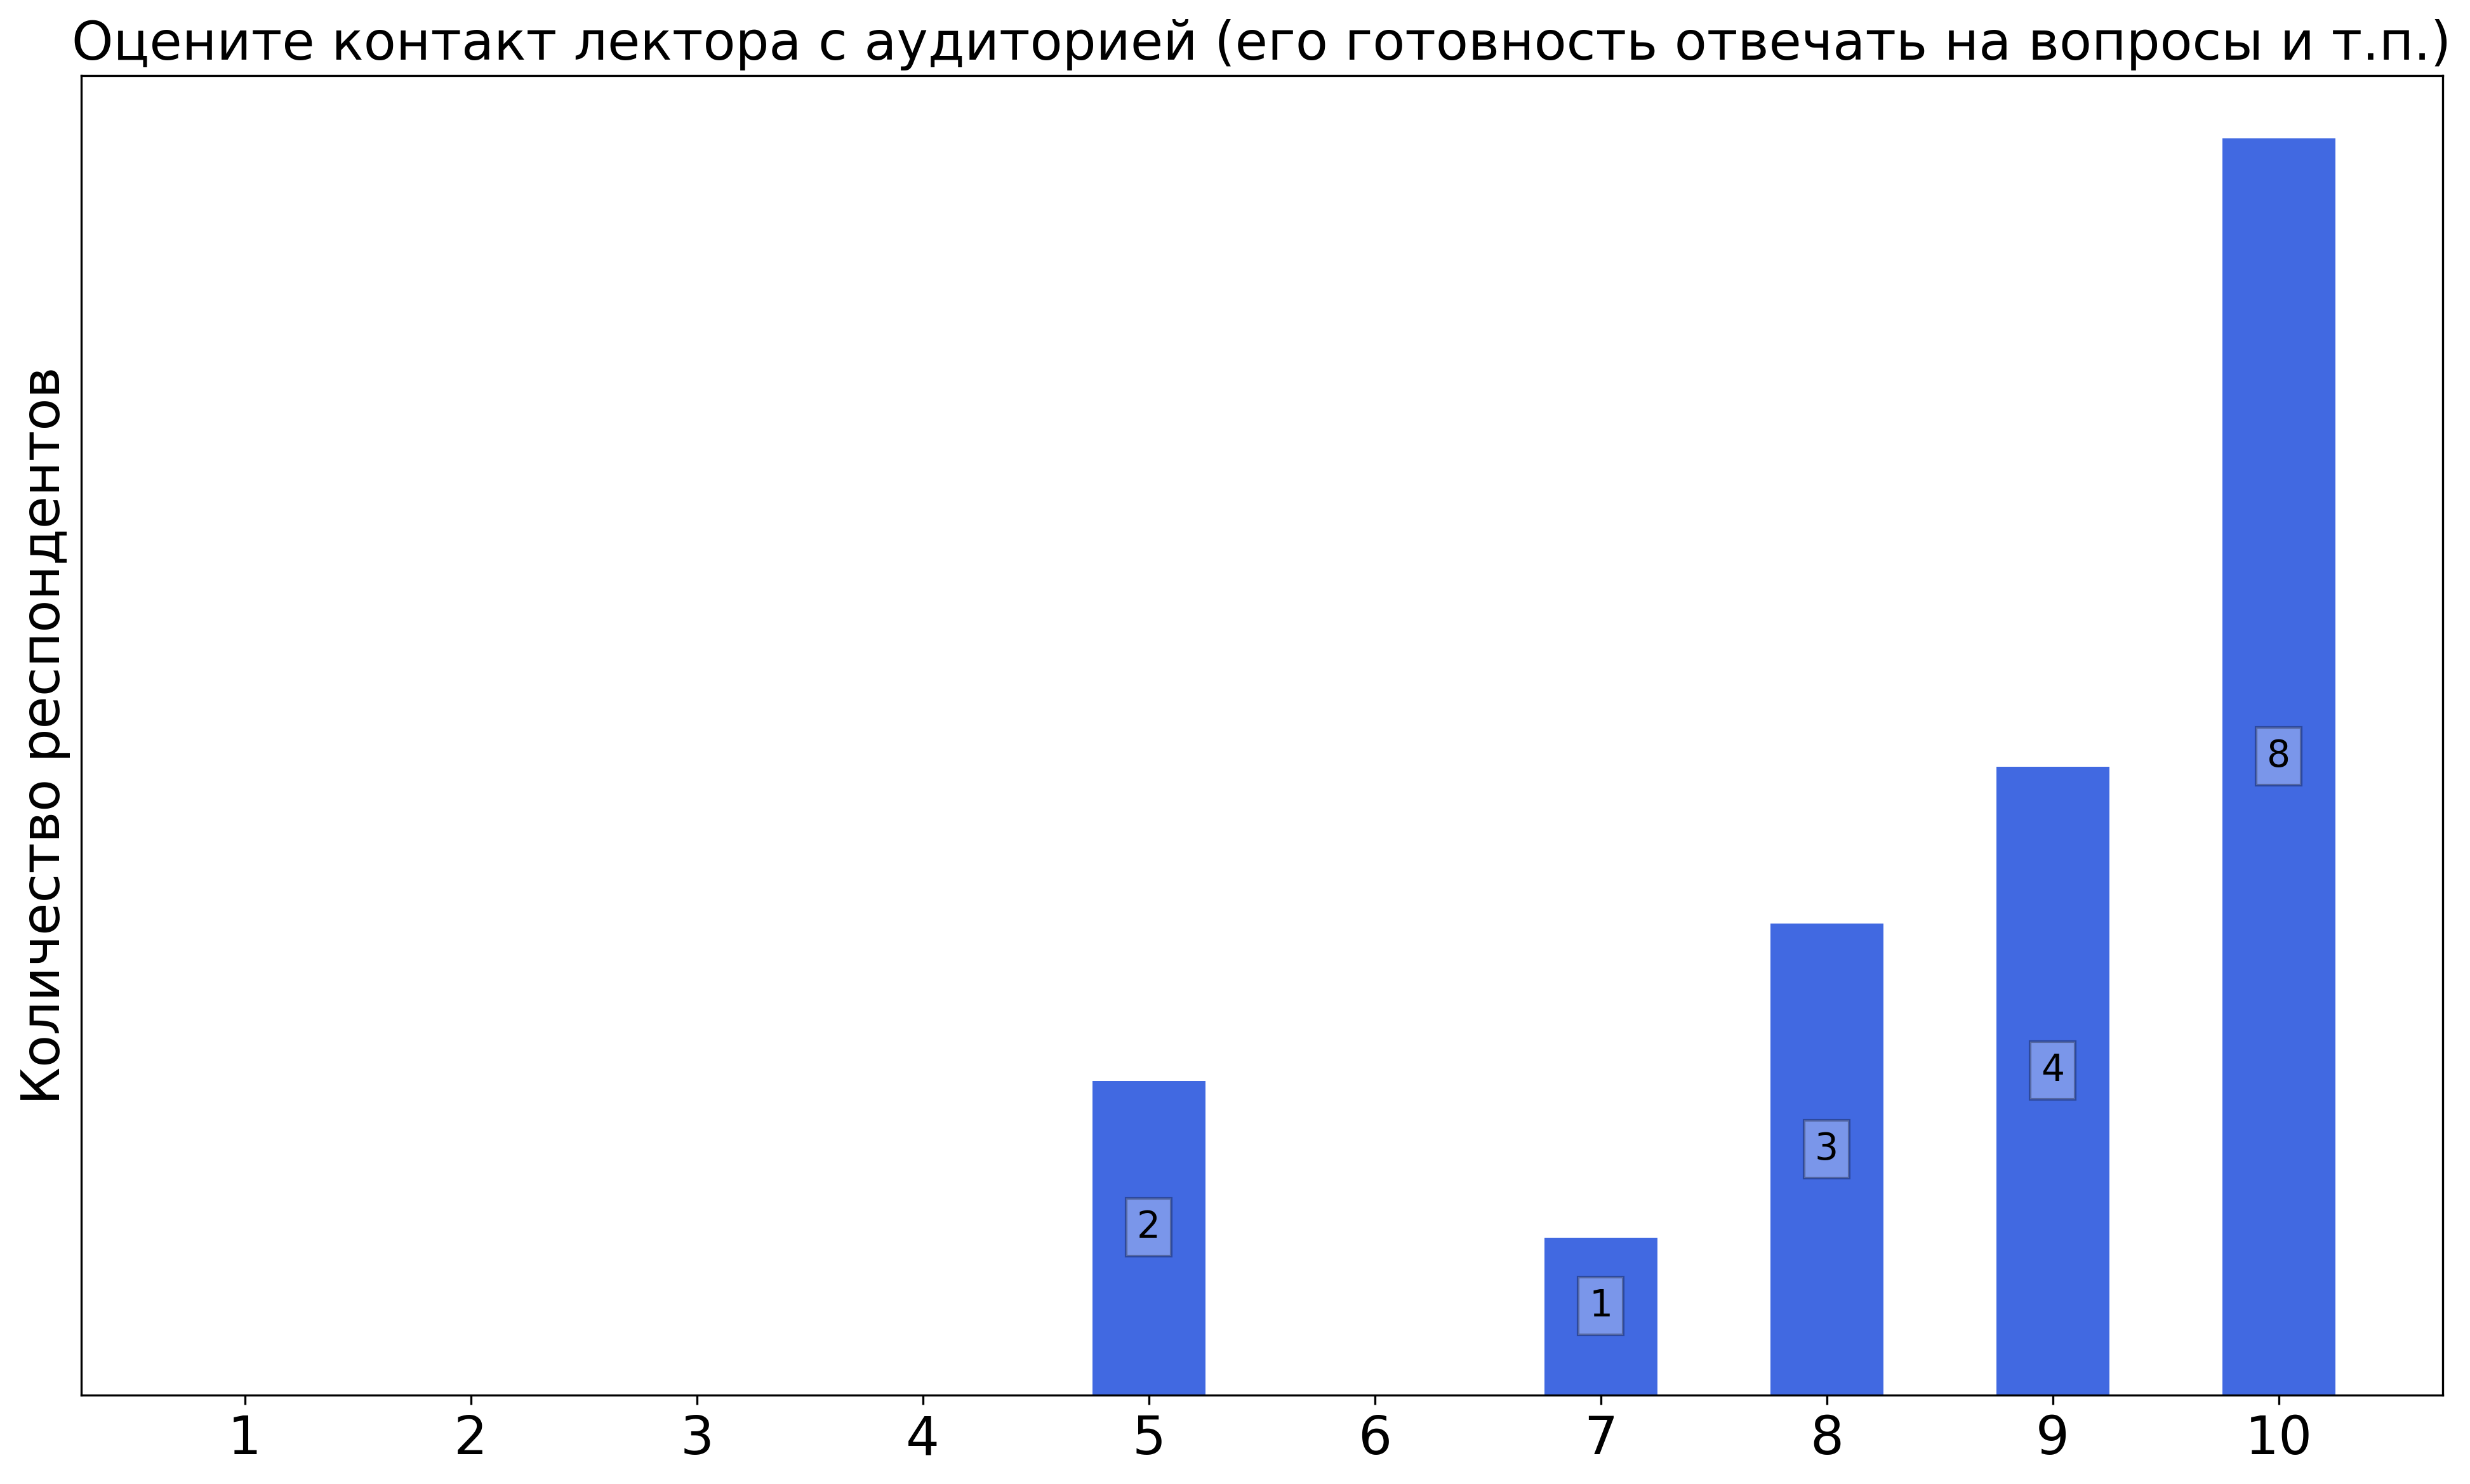 Оцените контакт лектора с аудиторией (его готовность отвечать на вопросы и т.п.)
Количество респондентов
2
1
3
4
8
1 2 3 4 5 6 7 8 9 10